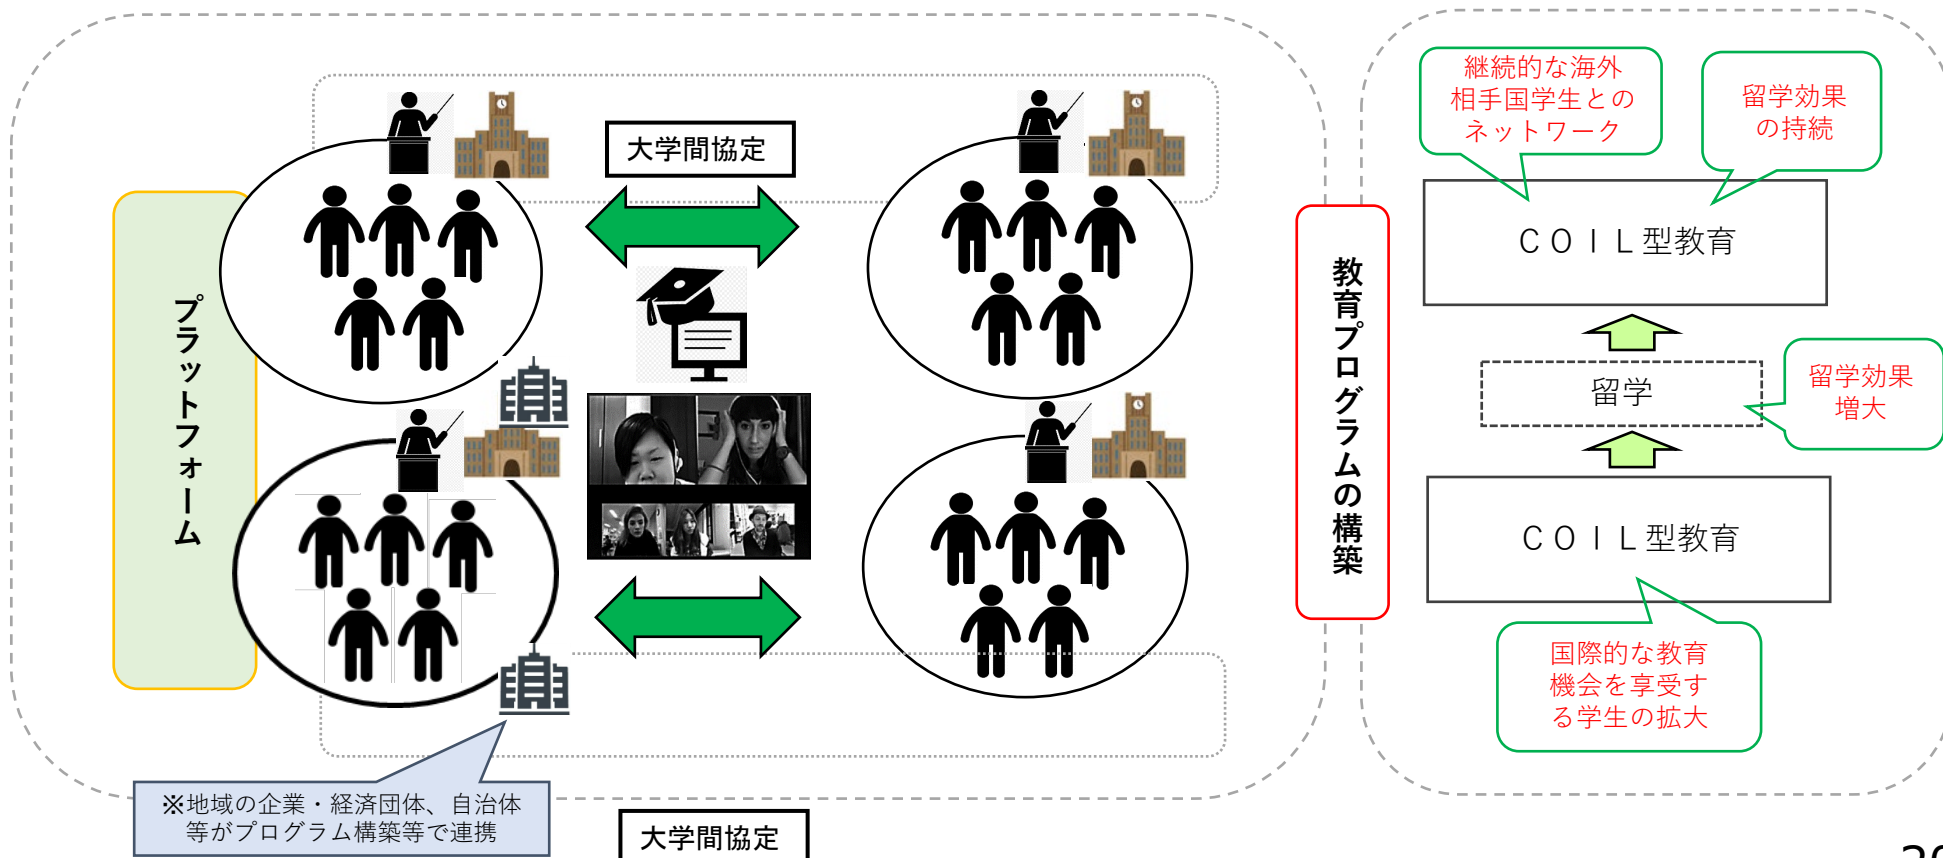 大学間協定
プラットフォーム
※地域の企業・経済団体、自治体
等がプログラム構築等で連携
大学間協定
教育プログラムの構築
継続的な海外
相手国学生との
ネットワーク
留学効果
の持続
ＣＯＩＬ型教育
留学
留学効果
増大
ＣＯＩＬ型教育
国際的な教育
機会を享受す
る学生の拡大